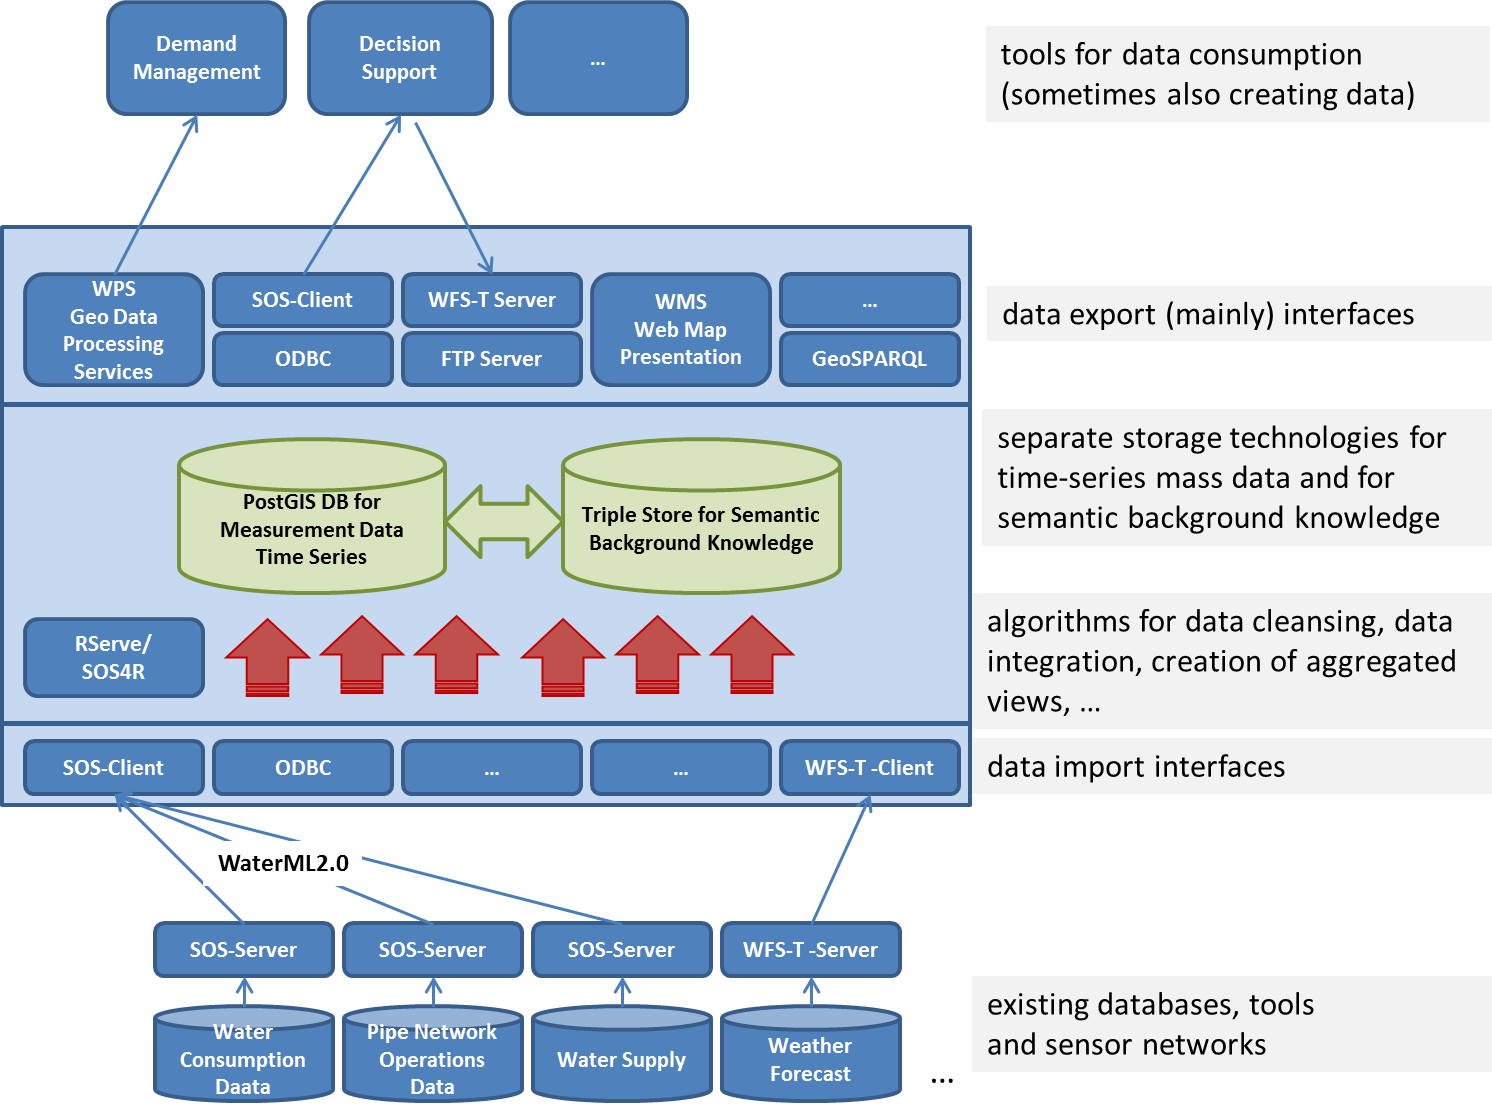 Demand
Management
Decision
Support
...
tools for data consumption
(sometimes also creating data)
WPS
Geo Data
Processing
Services
SOS-Client
ODBC
WFS-T Server
FTP Server
WMS
Web Map
Presentation
...
GeoSPARQL
data export (mainly) interfaces
PostGIS DB for
Measurement Data
Time Series
Triple Store for Semantic
Background Knowledge
separate storage technologies for
time-series mass data and for
semantic background knowledge
RServe/
SOS4R
algorithms for data cleansing, data
integration, creation of aggregated
views, ...
SOS-Client
ODBC
...
...
WFS-T -Client
data import interfaces
WaterML2.0
SOS-Server
SOS-Server
SOS-Server
WFS-T -Server
Water
Consumption
Daata
Pipe Network
Operations
Data
Water Supply
Weather
Forecast
...
existing databases, tools
and sensor networks